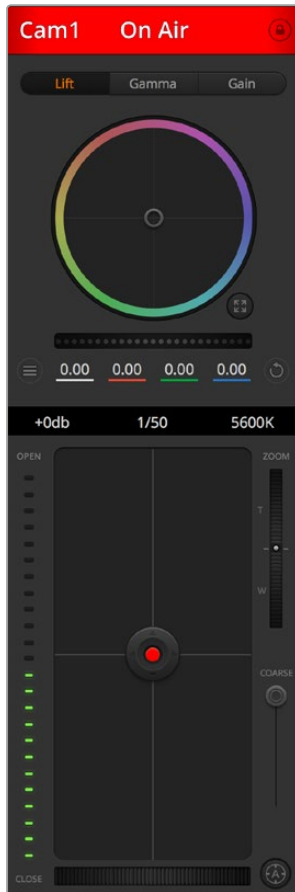 Cam1 On Air
Lift Gamma Gain
0.00 0.00 0.00 0.00
+0db 1/50 5600K
OPEN ZOOM
T
W
COARSE
CLOSE A